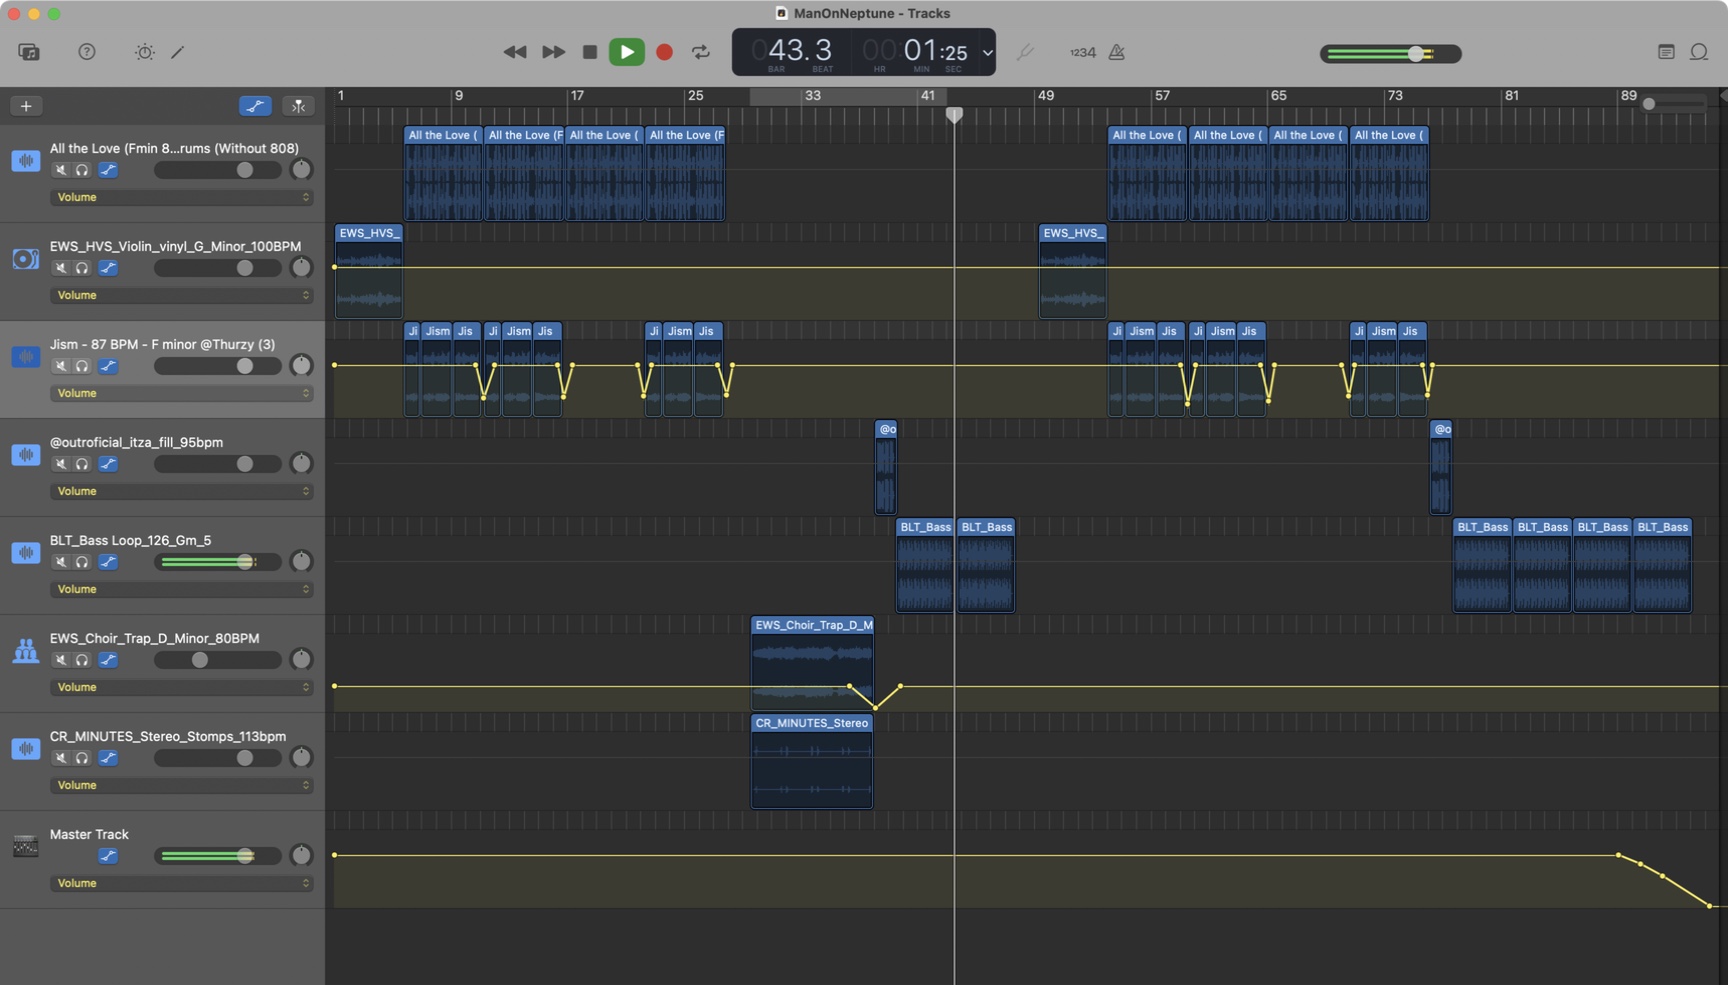 ManOnNeptune - Tracks
043.3 00:01:25
BAR BEAT HR MIN SEC
1234
1 9 17 25 33 41 49 57 65 73 81 89
All the Love (Fmin 8...rums (Without 808)
Volume
All the Love ( All the Love (F All the Love ( All the Love (F All the Love ( All the Love ( All the Love ( All the Love (
EWS_HVS_Violin_vinyl_G_Minor_100BPM
Volume
EWS_HVS_ EWS_HVS_
Jism - 87 BPM - F minor @Thurzy (3)
Volume
Ji Jism Jis Ji Jism Jis Ji Jism Jis Ji Jism Jis Ji Jism Jis Ji Jism Jis
@outroficial_itza_fill_95bpm
Volume
@o @o
BLT_Bass Loop_126_Gm_5
Volume
BLT_Bass BLT_Bass BLT_Bass BLT_Bass BLT_Bass BLT_Bass
EWS_Choir_Trap_D_Minor_80BPM
Volume
EWS_Choir_Trap_D_M
CR_MINUTES_Stereo_Stomps_113bpm
Volume
CR_MINUTES_Stereo
Master Track
Volume